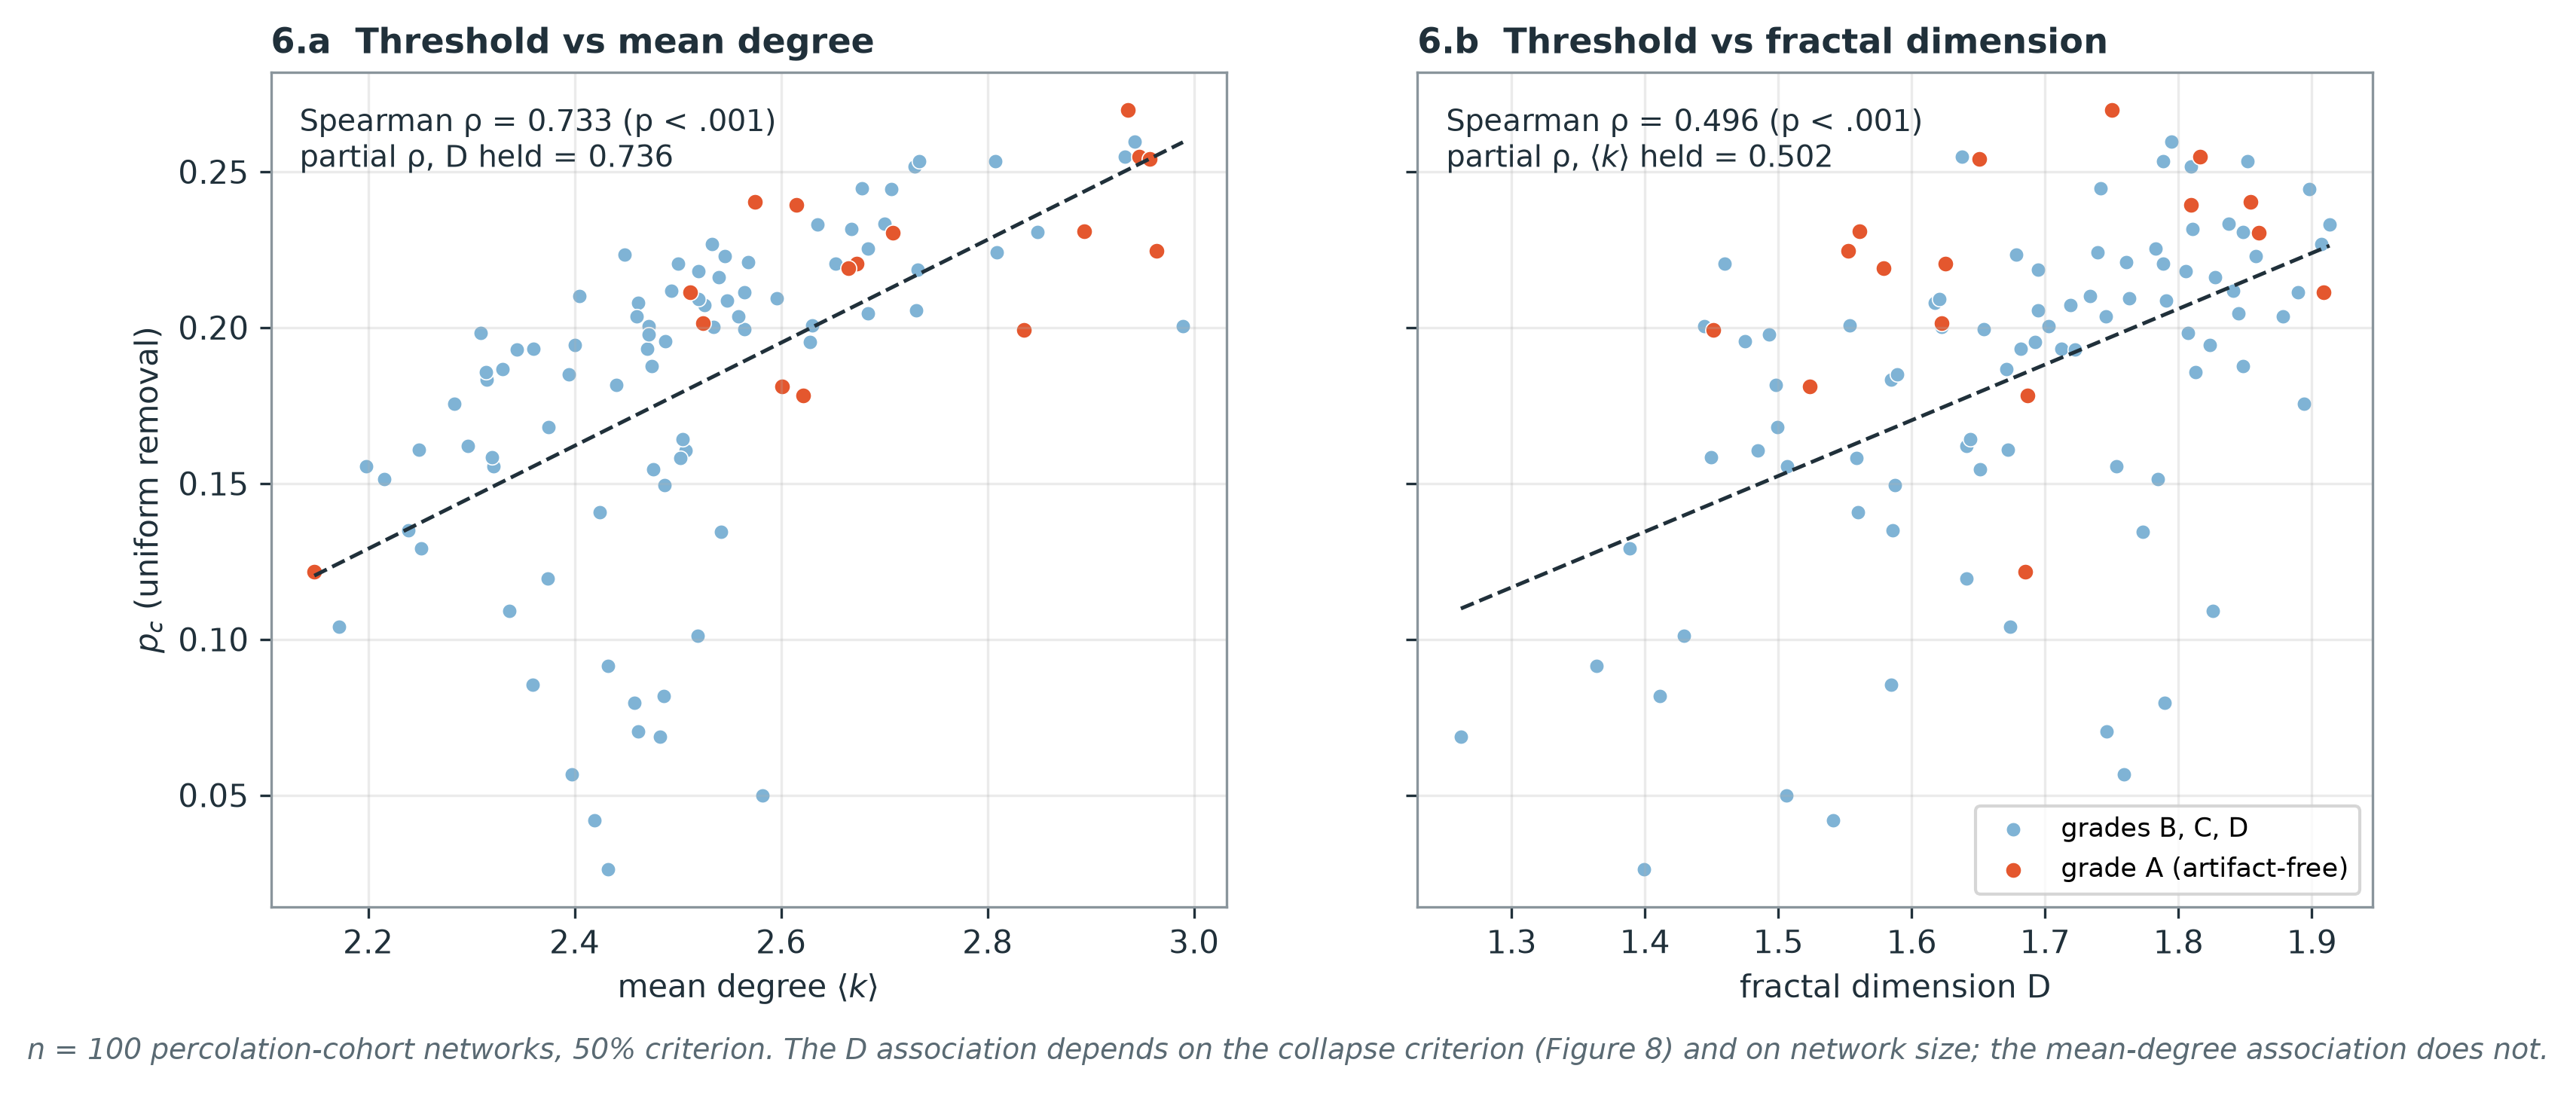 6.a Threshold vs mean degree
Spearman ρ = 0.733 (p < .001)
partial ρ, D held = 0.736
0.25
0.20
0.15
0.10
0.05
p_c (uniform removal)
2.2 2.4 2.6 2.8 3.0
mean degree ⟨k⟩
6.b Threshold vs fractal dimension
Spearman ρ = 0.496 (p < .001)
partial ρ, ⟨k⟩ held = 0.502
grades B, C, D
grade A (artifact-free)
1.3 1.4 1.5 1.6 1.7 1.8 1.9
fractal dimension D
n = 100 percolation-cohort networks, 50% criterion. The D association depends on the collapse criterion (Figure 8) and on network size; the mean-degree association does not.